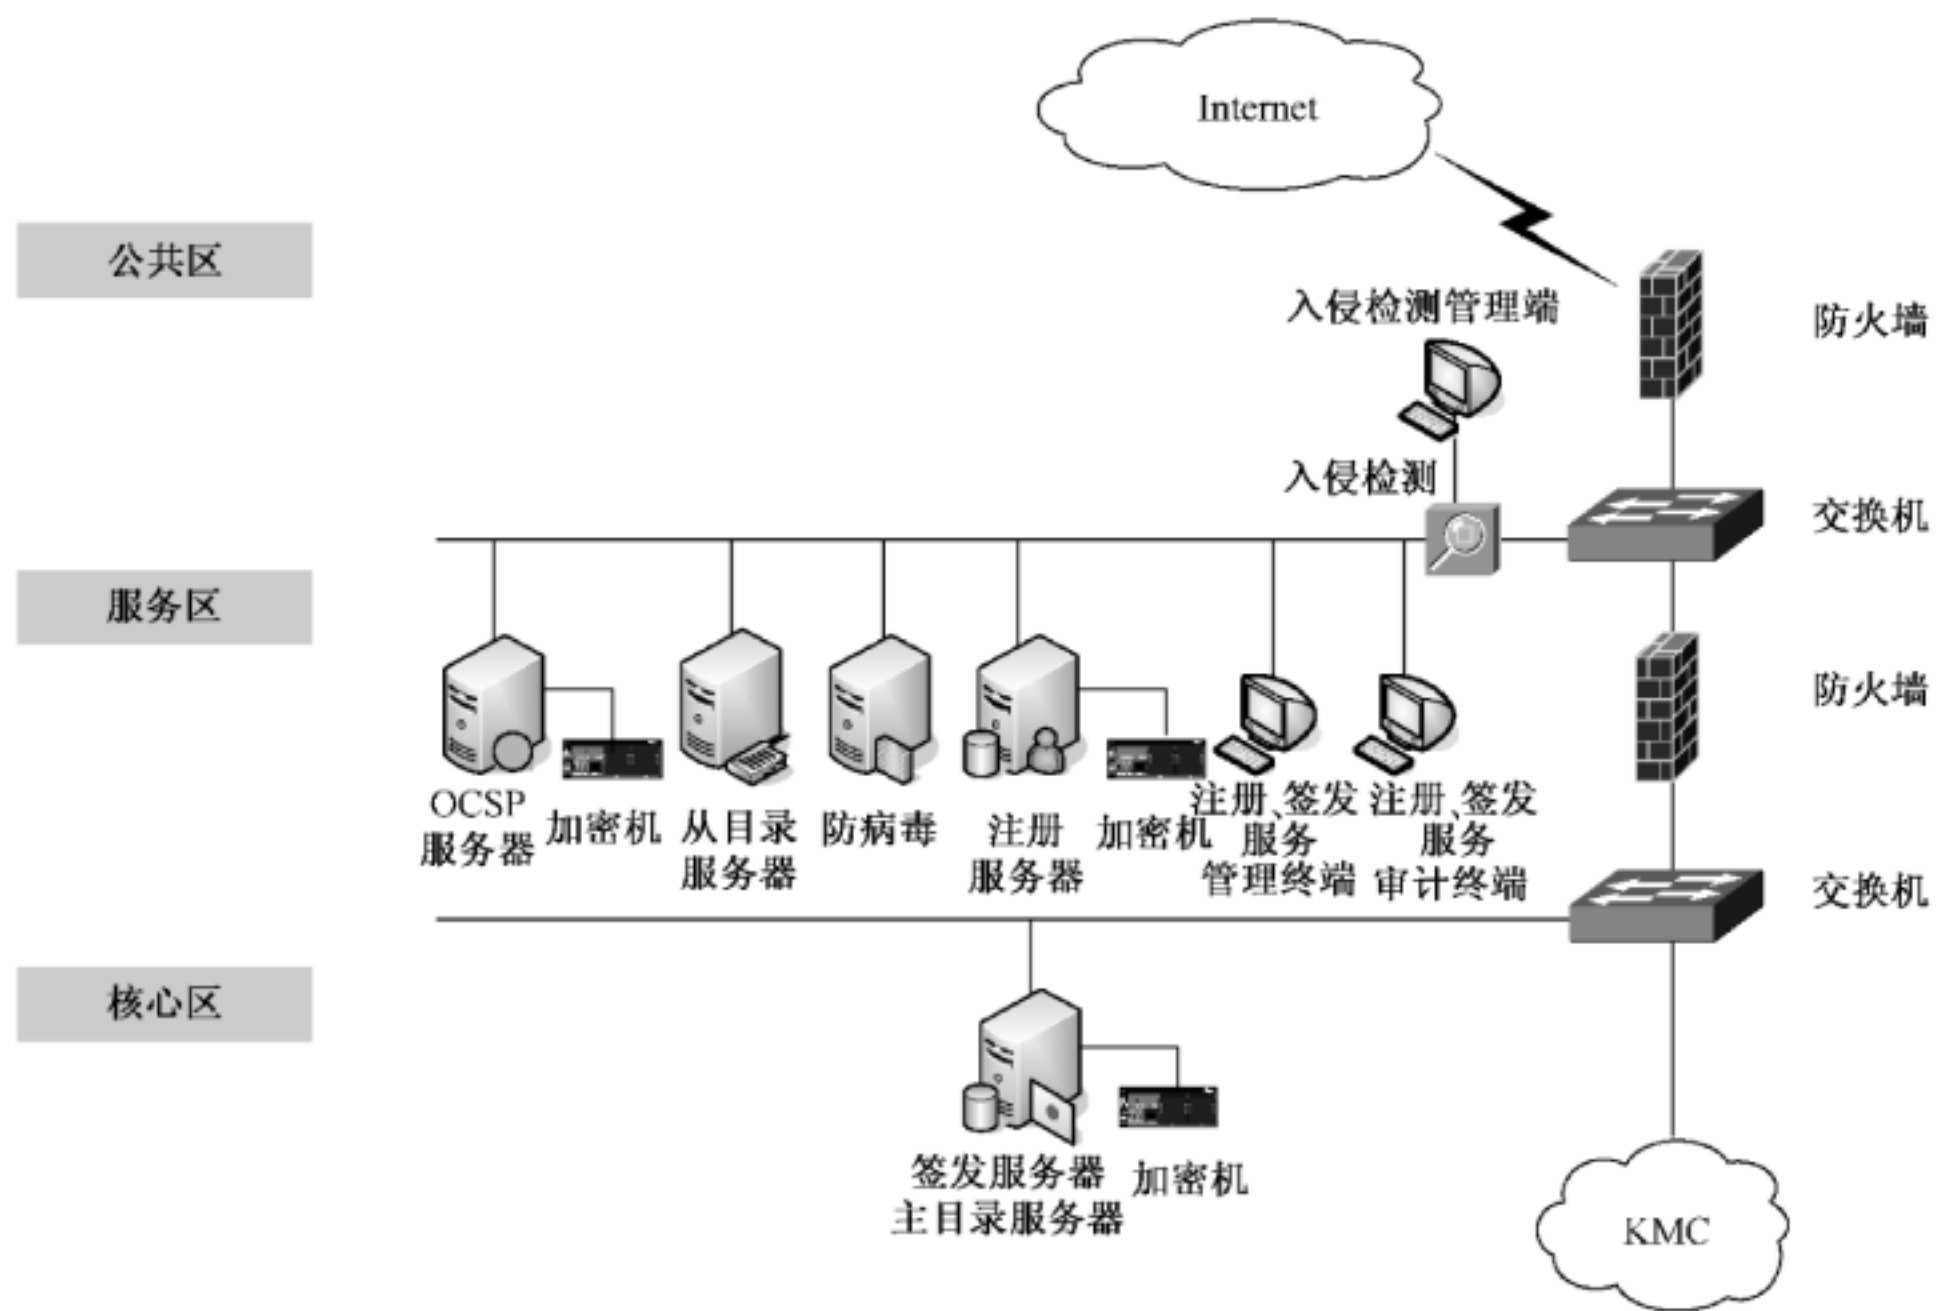 Internet
公共区
入侵检测管理端
防火墙
入侵检测
交换机
服务区
防火墙
OCSP
服务器
加密机
从目录
服务器
防病毒
注册
服务器
加密机
注册、签发
服务
管理终端
注册、签发
服务
审计终端
交换机
核心区
签发服务器
主目录服务器
加密机
KMC